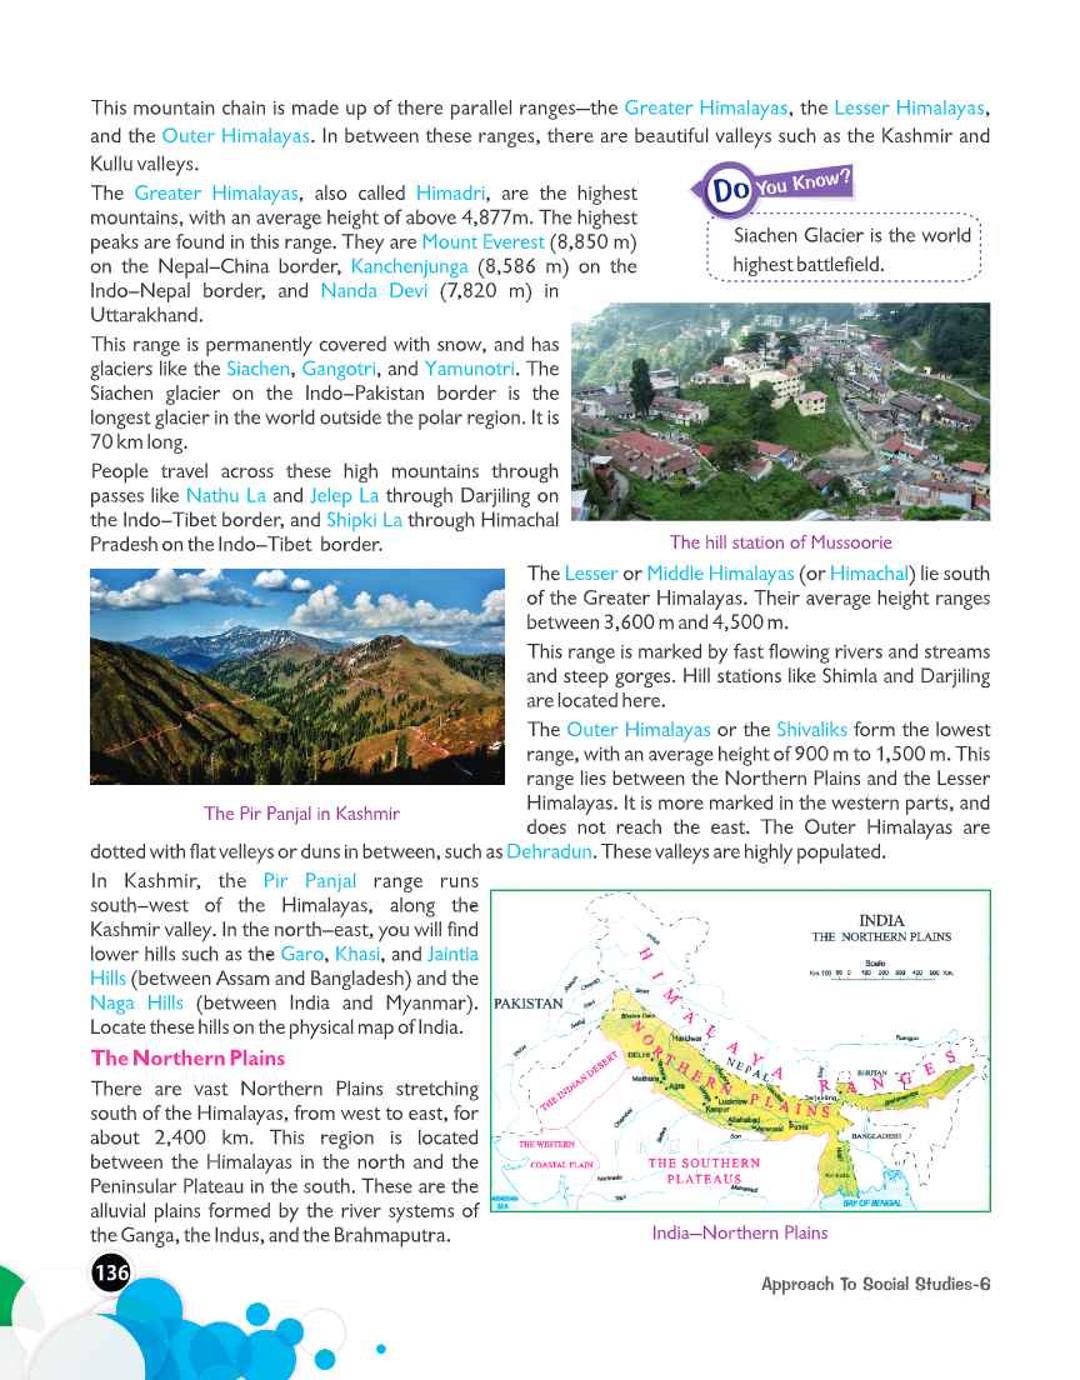 This mountain chain is made up of there parallel ranges—the Greater Himalayas, the Lesser Himalayas,
and the Outer Himalayas. In between these ranges, there are beautiful valleys such as the Kashmir and
Kullu valleys.
The Greater Himalayas, also called Himadri, are the highest
mountains, with an average height of above 4,877m. The highest
peaks are found in this range. They are Mount Everest (8,850 m)
on the Nepal–China border, Kanchenjunga (8,586 m) on the
Indo–Nepal border, and Nanda Devi (7,820 m) in
Uttarakhand.
Do You Know?
Siachen Glacier is the world
highest battlefield.
This range is permanently covered with snow, and has
glaciers like the Siachen, Gangotri, and Yamunotri. The
Siachen glacier on the Indo–Pakistan border is the
longest glacier in the world outside the polar region. It is
70 km long.
People travel across these high mountains through
passes like Nathu La and Jelep La through Darjiling on
the Indo–Tibet border, and Shipki La through Himachal
Pradesh on the Indo–Tibet border.
The hill station of Mussoorie
The Lesser or Middle Himalayas (or Himachal) lie south
of the Greater Himalayas. Their average height ranges
between 3,600 m and 4,500 m.
This range is marked by fast flowing rivers and streams
and steep gorges. Hill stations like Shimla and Darjiling
are located here.
The Outer Himalayas or the Shivaliks form the lowest
range, with an average height of 900 m to 1,500 m. This
range lies between the Northern Plains and the Lesser
Himalayas. It is more marked in the western parts, and
does not reach the east. The Outer Himalayas are
The Pir Panjal in Kashmir
dotted with flat velleys or duns in between, such as Dehradun. These valleys are highly populated.
In Kashmir, the Pir Panjal range runs
south–west of the Himalayas, along the
Kashmir valley. In the north–east, you will find
lower hills such as the Garo, Khasi, and Jaintia
Hills (between Assam and Bangladesh) and the
Naga Hills (between India and Myanmar).
Locate these hills on the physical map of India.
The Northern Plains
There are vast Northern Plains stretching
south of the Himalayas, from west to east, for
about 2,400 km. This region is located
between the Himalayas in the north and the
Peninsular Plateau in the south. These are the
alluvial plains formed by the river systems of
the Ganga, the Indus, and the Brahmaputra.
INDIA
THE NORTHERN PLAINS
Scale
PAKISTAN
HIMALAYA RANGES
NORTHERN PLAINS
NEPAL
BHUTAN
DELHI
Haridwar
Mathura
Agra
Lucknow
Kanpur
Allahabad
Varanasi
Patna
Darjeeling
BANGLADESH
THE INDIAN DESERT
THE WESTERN
COASTAL PLAIN
INDIA
THE SOUTHERN
PLATEAUS
Narmada
Son
Chambal
Kolkata
ARABIAN
SEA
BAY OF BENGAL
India—Northern Plains
136
Approach To Social Studies-6